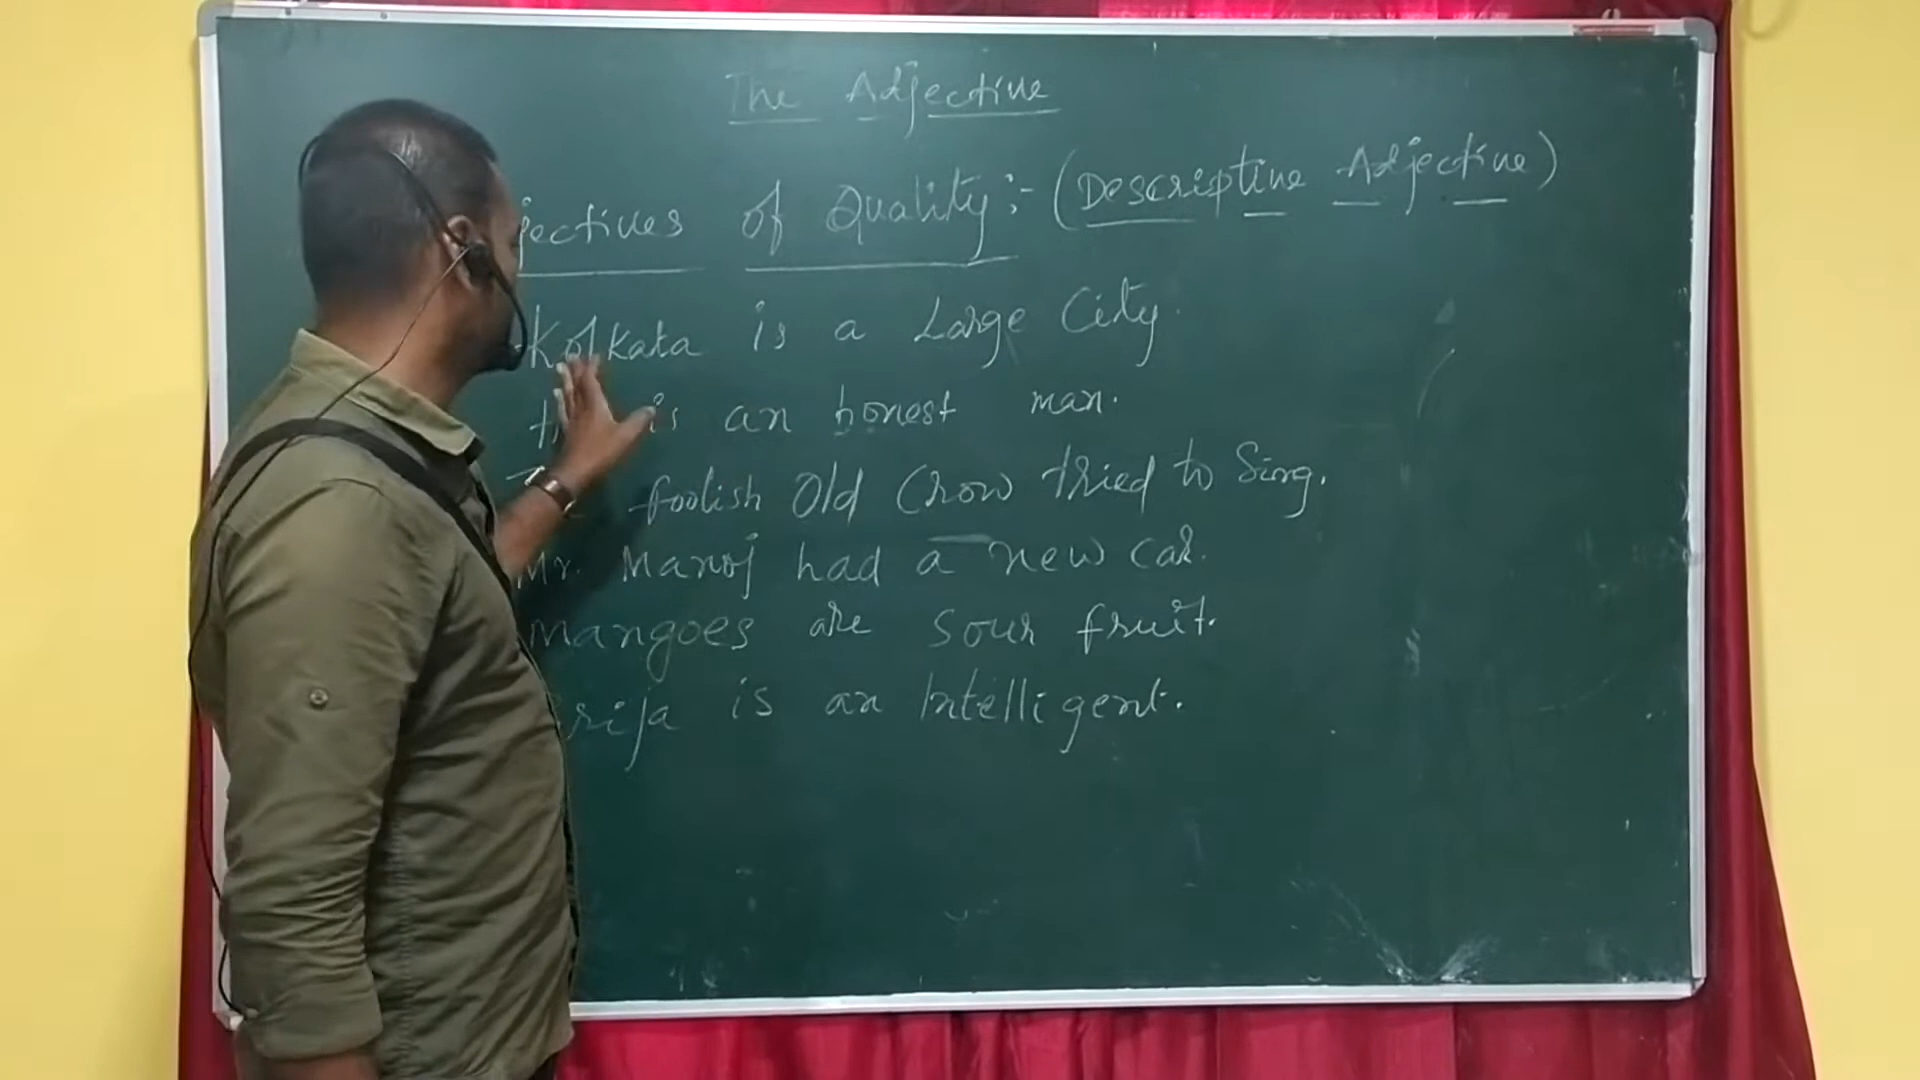 The Adjective
jectives of Quality:- (Descriptive Adjective)
Kolkata is a Large City.
is an honest man.
foolish Old Crow tried to Sing.
Mr. Manoj had a new car.
Mangoes are Sour fruit.
rija is an Intelligent.